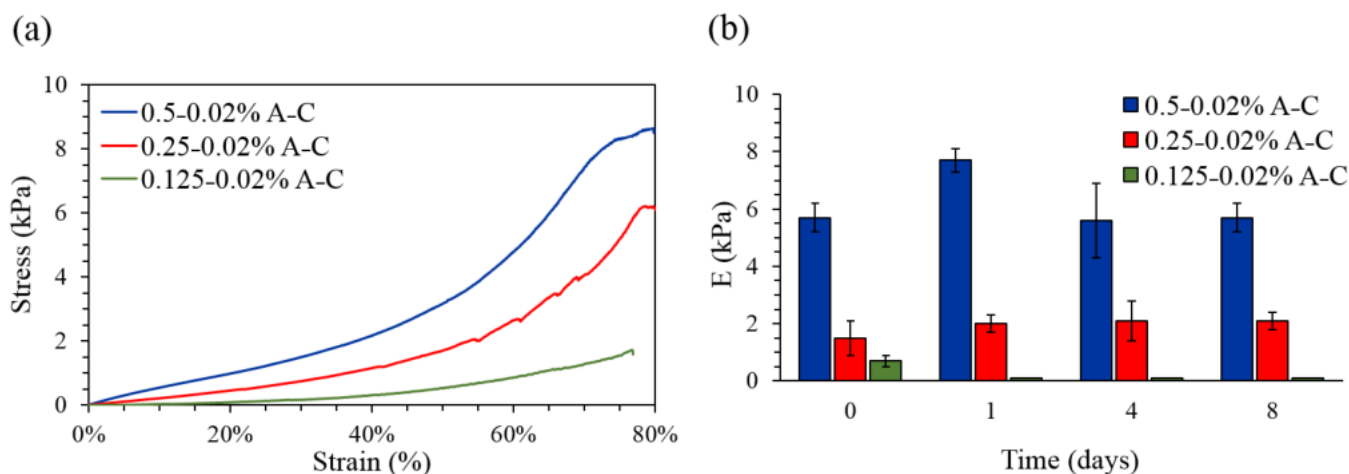 (a)
10
8
6
4
2
0
Stress (kPa)
0.5-0.02% A-C
0.25-0.02% A-C
0.125-0.02% A-C
0% 20% 40% 60% 80%
Strain (%)
(b)
10
8
6
4
2
0
E (kPa)
0.5-0.02% A-C
0.25-0.02% A-C
0.125-0.02% A-C
0 1 4 8
Time (days)